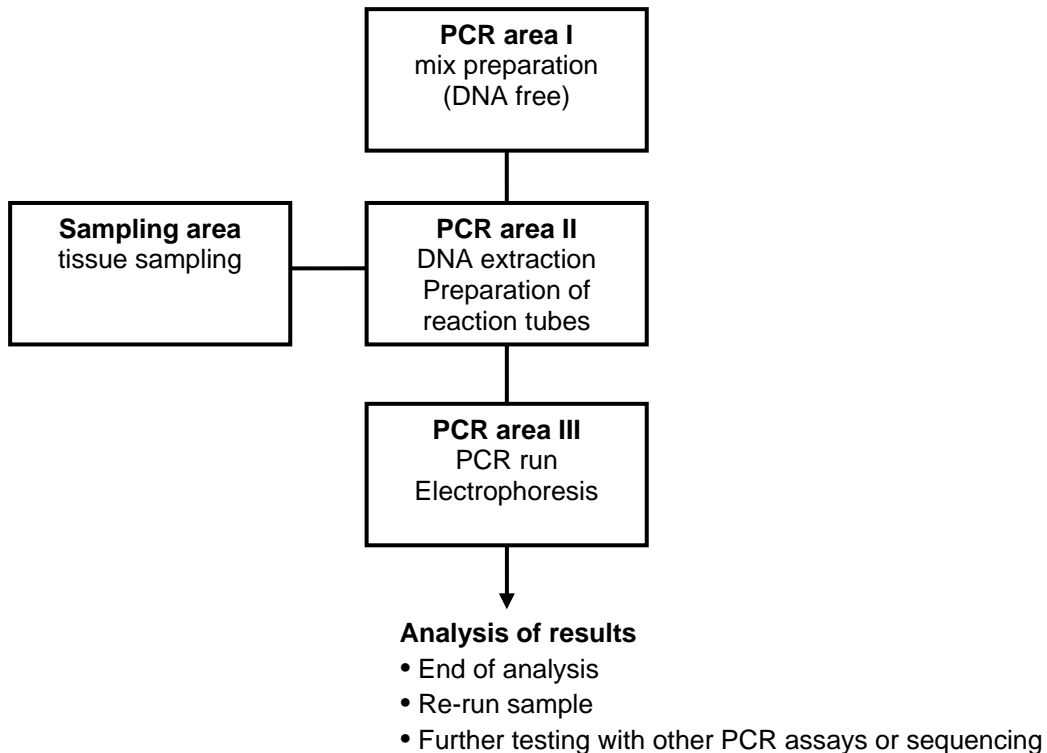 PCR area I
mix preparation
(DNA free)
Sampling area
tissue sampling
PCR area II
DNA extraction
Preparation of
reaction tubes
PCR area III
PCR run
Electrophoresis
Analysis of results
• End of analysis
• Re-run sample
• Further testing with other PCR assays or sequencing